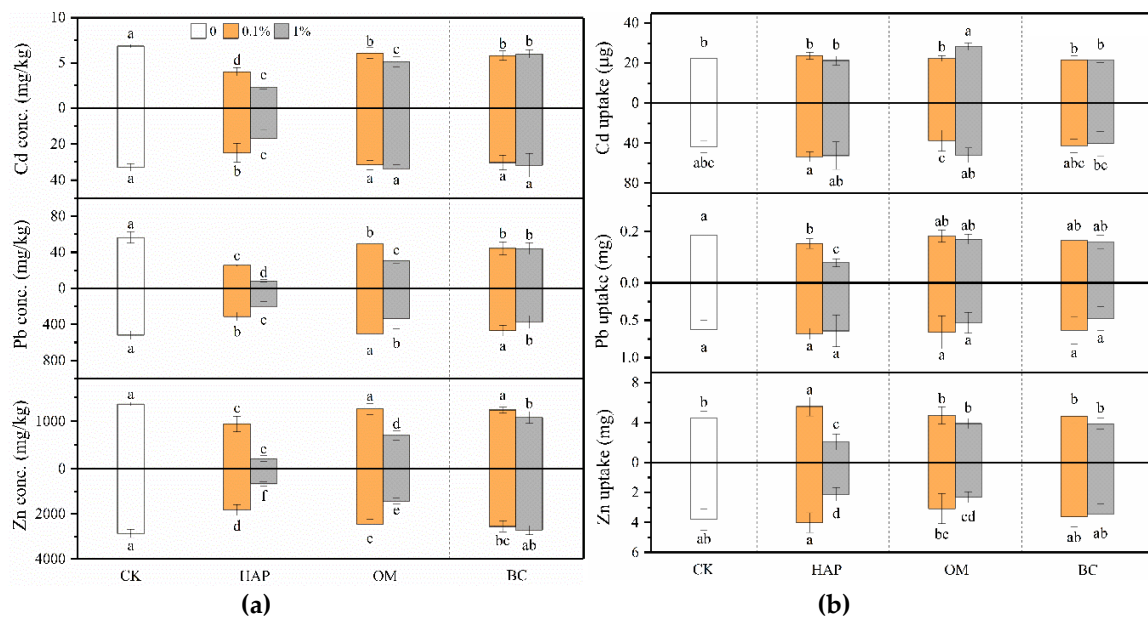 10
5
0
20
40
Cd conc. (mg/kg)
0 0.1% 1%
a
d
c
b
c
b
b
a
b
c
a
a
a
a
80
40
0
400
800
Pb conc. (mg/kg)
a
c
d
b
c
b
b
a
b
c
a
b
a
b
1000
0
2000
4000
Zn conc. (mg/kg)
a
c
e
a
d
a
b
a
d
f
c
e
bc
ab
CK HAP OM BC
(a)
40
20
0
40
80
Cd uptake (µg)
b
b
b
b
a
b
b
abc
a
ab
c
ab
abc
bc
0.2
0.0
0.5
1.0
Pb uptake (mg)
a
b
c
ab
ab
ab
ab
a
a
a
a
a
a
a
8
4
0
2
4
6
Zn uptake (mg)
b
a
c
b
b
b
b
ab
a
d
bc
cd
ab
ab
CK HAP OM BC
(b)